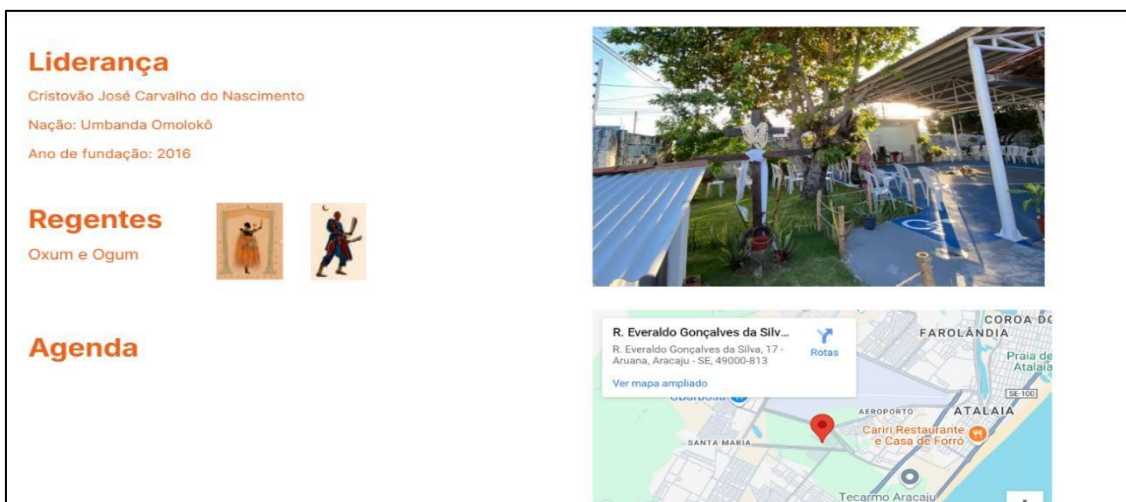 Liderança
Cristovão José Carvalho do Nascimento
Nação: Umbanda Omolokô
Ano de fundação: 2016
Regentes
Oxum e Ogum
Agenda
R. Everaldo Gonçalves da Silv...
R. Everaldo Gonçalves da Silva, 17 -
Aruana, Aracaju - SE, 49000-813
Ver mapa ampliado
Rotas
COROA DO
FAROLÂNDIA
Praia de
Atalaia
SE-100
AEROPORTO
ATALAIA
Cariri Restaurante
e Casa de Forró
SANTA MARIA
Tecarmo Aracaju